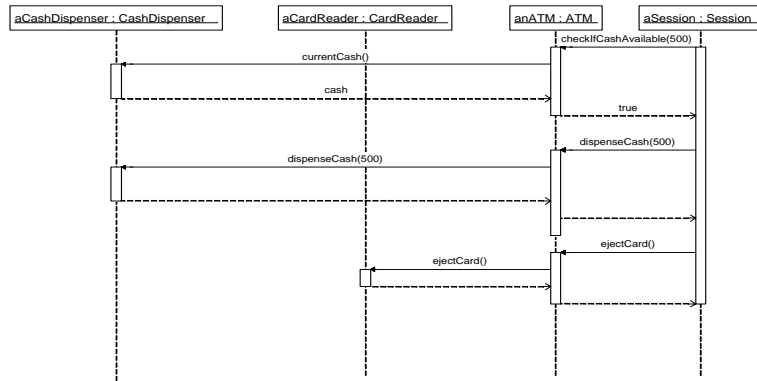 aCashDispenser : CashDispenser
aCardReader : CardReader
anATM : ATM
aSession : Session
checkIfCashAvailable(500)
currentCash()
cash
true
dispenseCash(500)
dispenseCash(500)
ejectCard()
ejectCard()